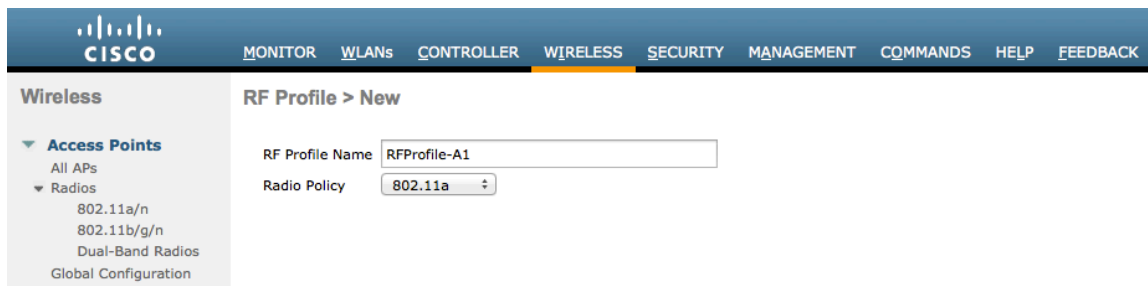 CISCO
MONITOR WLANs CONTROLLER WIRELESS SECURITY MANAGEMENT COMMANDS HELP FEEDBACK
Wireless
Access Points
All APs
Radios
802.11a/n
802.11b/g/n
Dual-Band Radios
Global Configuration
RF Profile > New
RF Profile Name RFProfile-A1
Radio Policy 802.11a